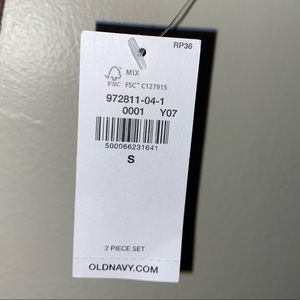 RP36
MIX
FSC
FSC™ C127915
972811-04-1
0001 Y07
500066231641
S
2 PIECE SET
OLDNAVY.COM